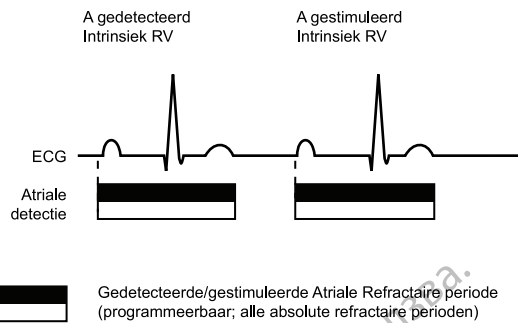 A gedetecteerd
Intrinsiek RV
A gestimuleerd
Intrinsiek RV
ECG
Atriale
detectie
Gedetecteerde/gestimuleerde Atriale Refractaire periode
(programmeerbaar; alle absolute refractaire perioden)